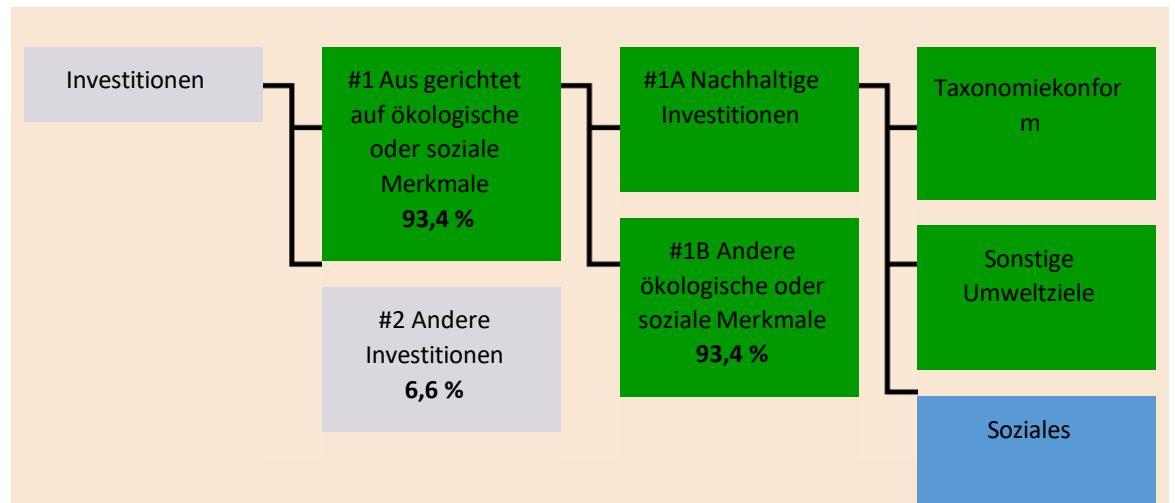 Investitionen
#1 Aus gerichtet
auf ökologische
oder soziale
Merkmale
93,4 %
#2 Andere
Investitionen
6,6 %
#1A Nachhaltige
Investitionen
#1B Andere
ökologische oder
soziale Merkmale
93,4 %
Taxonomiekonfor
m
Sonstige
Umweltziele
Soziales